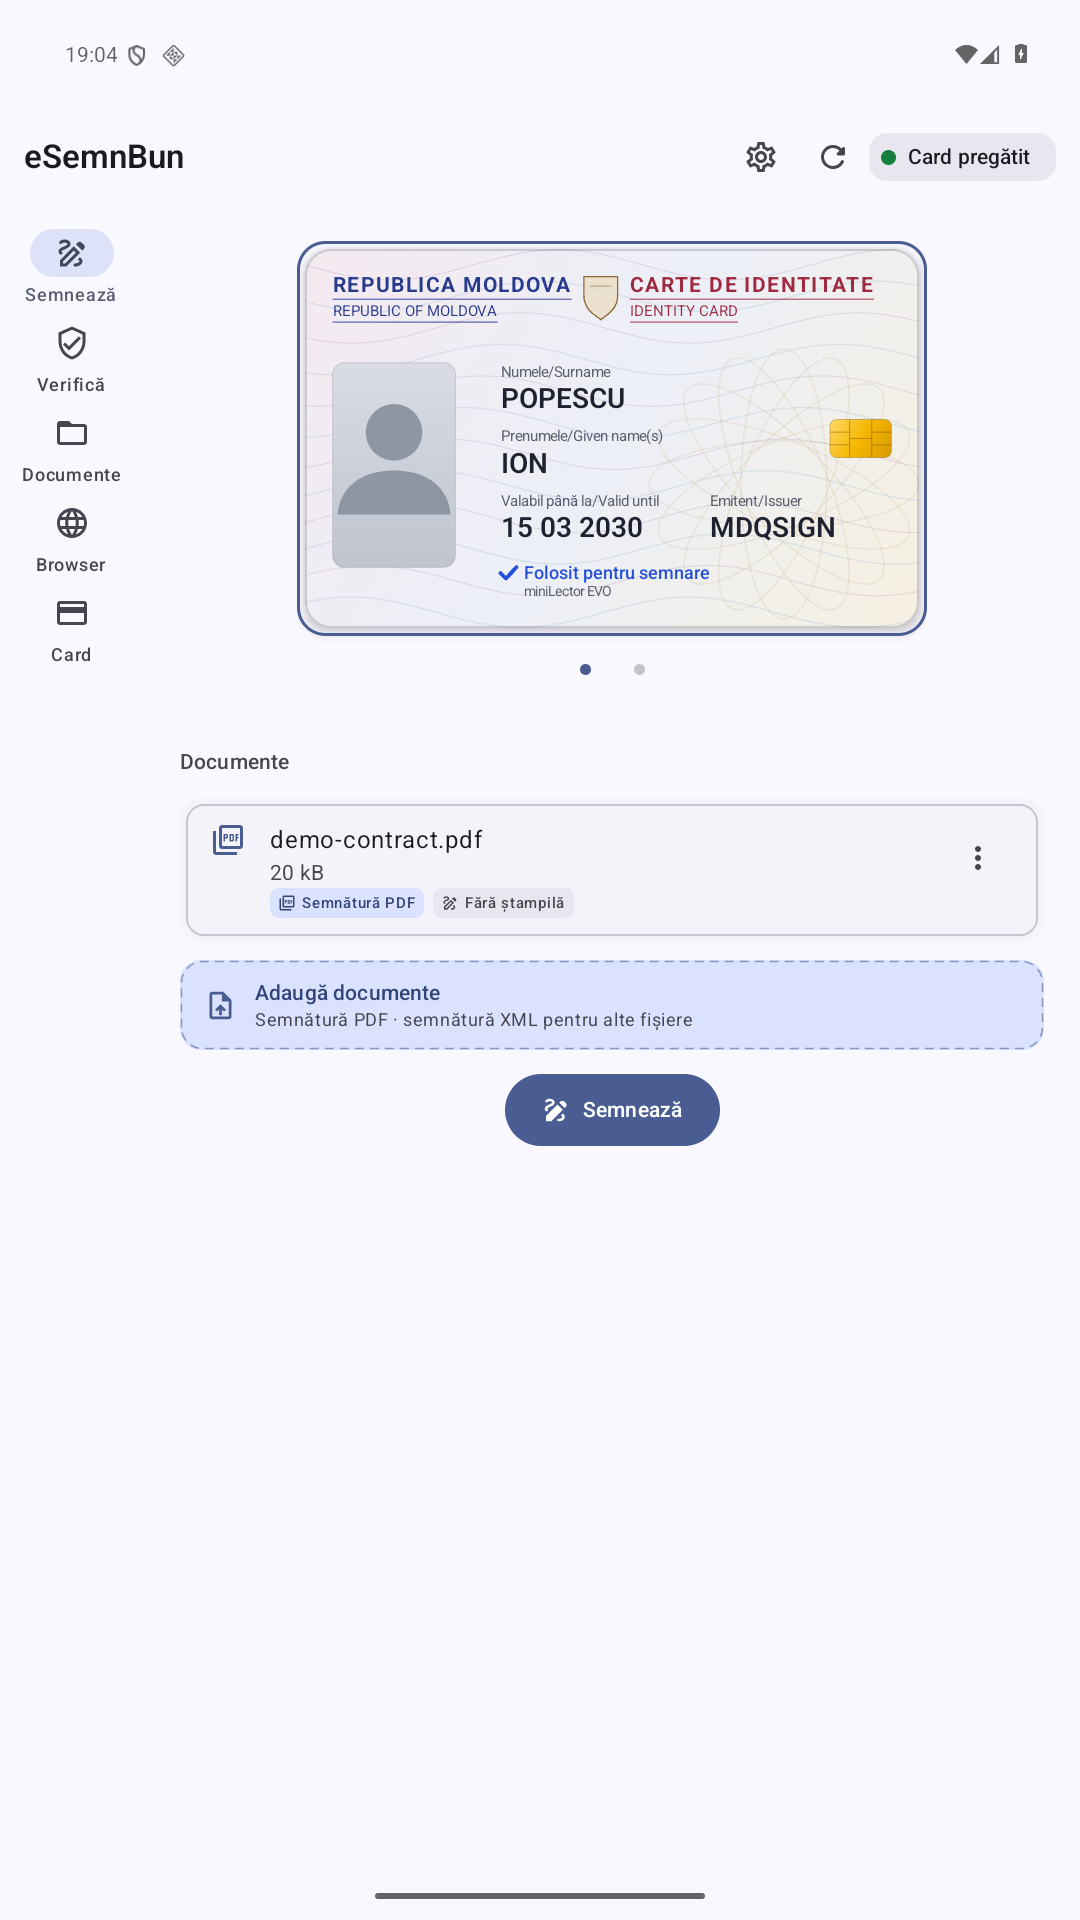 19:04
eSemnBun
Card pregătit
Semnează
Verifică
Documente
Browser
Card
REPUBLICA MOLDOVA
REPUBLIC OF MOLDOVA
CARTE DE IDENTITATE
IDENTITY CARD
Numele/Surname
POPESCU
Prenumele/Given name(s)
ION
Valabil până la/Valid until
15 03 2030
Emitent/Issuer
MDQSIGN
Folosit pentru semnare
miniLector EVO
Documente
PDF
demo-contract.pdf
20 kB
PDF
Semnătură PDF
Fără ștampilă
Adaugă documente
Semnătură PDF · semnătură XML pentru alte fișiere
Semnează